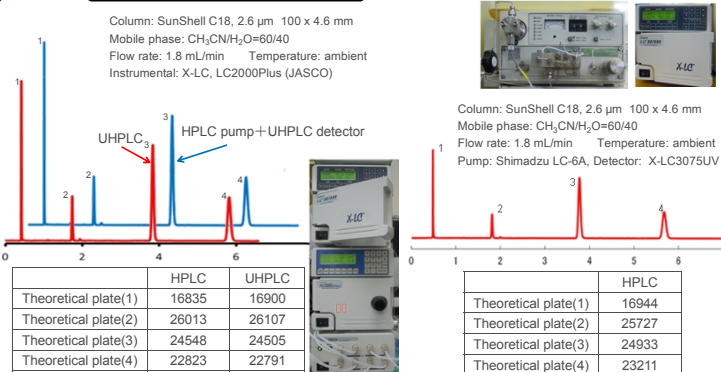 Column: SunShell C18, 2.6 µm 100 x 4.6 mm
Mobile phase: CH₃CN/H₂O=60/40
Flow rate: 1.8 mL/min Temperature: ambient
Instrumental: X-LC, LC2000Plus (JASCO)
1
1
2
2
3
3
4
4
UHPLC
HPLC pump＋UHPLC detector
0 2 4 6
HPLC UHPLC
Theoretical plate(1) 16835 16900
Theoretical plate(2) 26013 26107
Theoretical plate(3) 24548 24505
Theoretical plate(4) 22823 22791
X-LC
X-LC
Column: SunShell C18, 2.6 µm 100 x 4.6 mm
Mobile phase: CH₃CN/H₂O=60/40
Flow rate: 1.8 mL/min Temperature: ambient
Pump: Shimadzu LC-6A, Detector: X-LC3075UV
1
2
3
4
0 1 2 3 4 5 6
HPLC
Theoretical plate(1) 16944
Theoretical plate(2) 25727
Theoretical plate(3) 24933
Theoretical plate(4) 23211